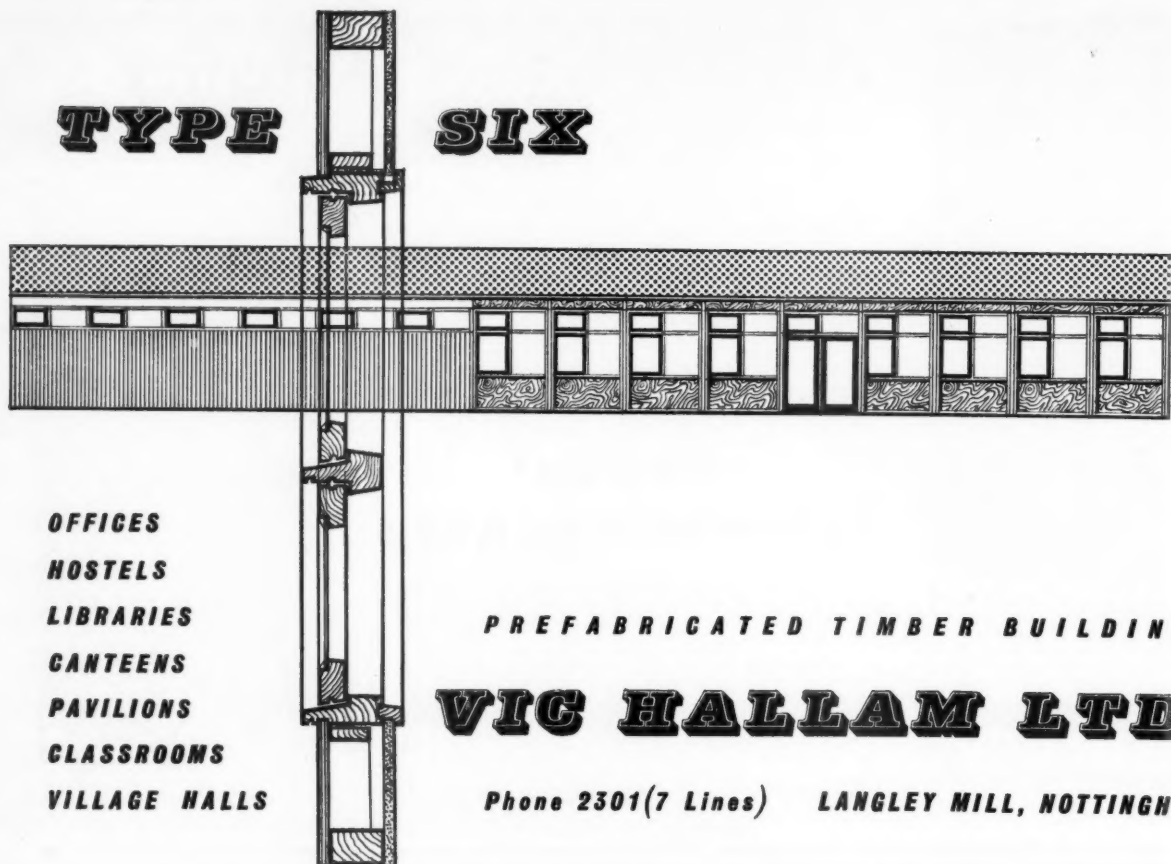 TYPE SIX
OFFICES
HOSTELS
LIBRARIES
CANTEENS
PAVILIONS
CLASSROOMS
VILLAGE HALLS
PREFABRICATED TIMBER BUILDIN
VIC HALLAM LTD
Phone 2301 (7 Lines) LANGLEY MILL, NOTTINGH